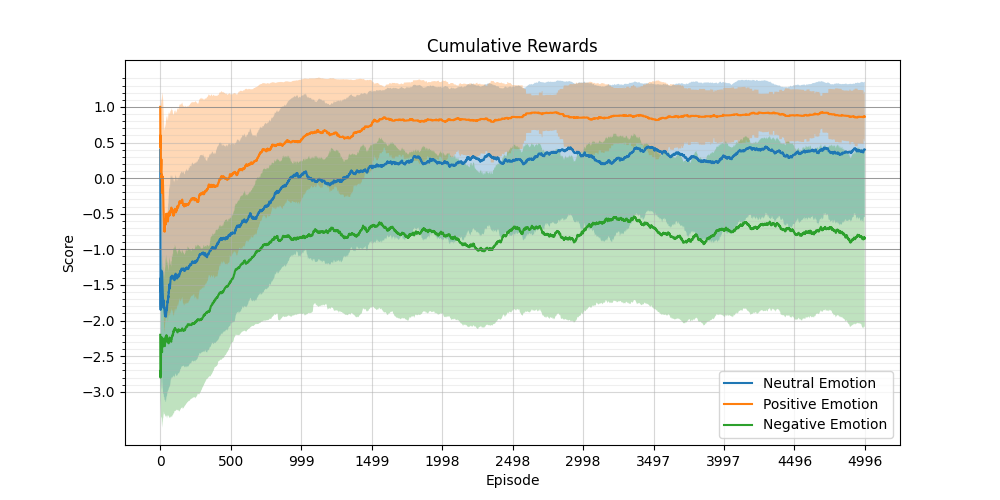 Cumulative Rewards
Score
1.0
0.5
0.0
−0.5
−1.0
−1.5
−2.0
−2.5
−3.0
Neutral Emotion
Positive Emotion
Negative Emotion
0 500 999 1499 1998 2498 2998 3497 3997 4496 4996
Episode